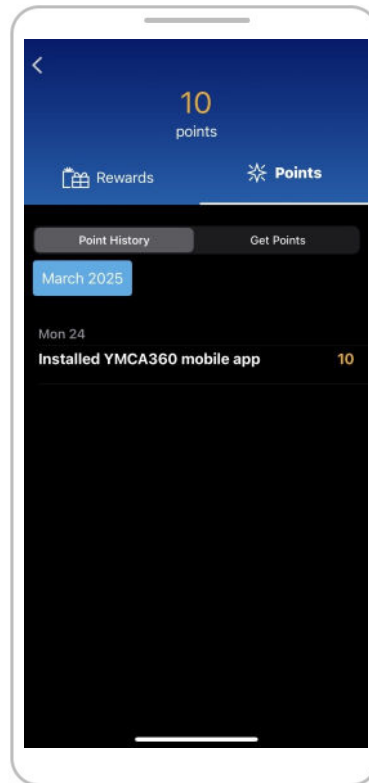 10
points
Rewards
Points
Point History
Get Points
March 2025
Mon 24
Installed YMCA360 mobile app 10